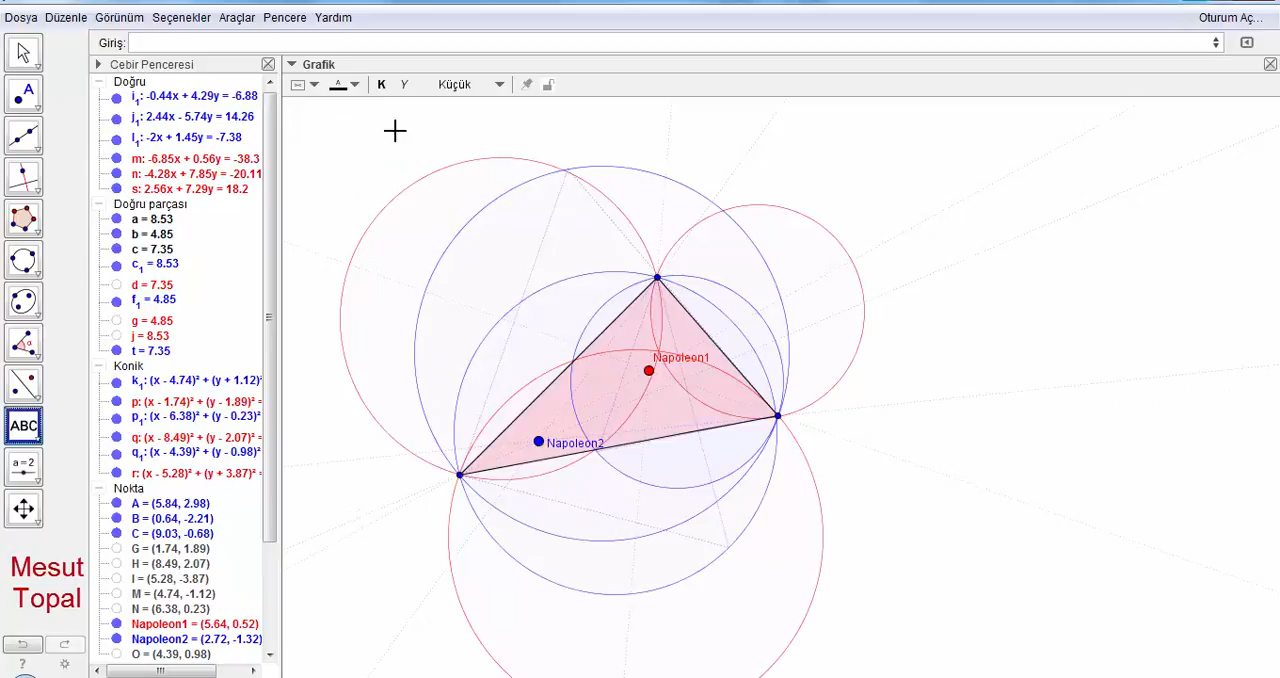 Dosya Düzenle Görünüm Seçenekler Araçlar Pencere Yardım
Oturum Aç...
Giriş:
Cebir Penceresi
Grafik
K Y Küçük
A
ABC
a=2
α
Mesut
Topal
?
Doğru
i₁: -0.44x + 4.29y = -6.88
j₁: 2.44x - 5.74y = 14.26
l₁: -2x + 1.45y = -7.38
m: -6.85x + 0.56y = -38.3
n: -4.28x + 7.85y = -20.11
s: 2.56x + 7.29y = 18.2
Doğru parçası
a = 8.53
b = 4.85
c = 7.35
c₁ = 8.53
d = 7.35
f₁ = 4.85
g = 4.85
j = 8.53
t = 7.35
Konik
k₁: (x - 4.74)² + (y + 1.12)²
p: (x - 1.74)² + (y - 1.89)² =
p₁: (x - 6.38)² + (y - 0.23)²
q: (x - 8.49)² + (y - 2.07)² =
q₁: (x - 4.39)² + (y - 0.98)²
r: (x - 5.28)² + (y + 3.87)² =
Nokta
A = (5.84, 2.98)
B = (0.64, -2.21)
C = (9.03, -0.68)
G = (1.74, 1.89)
H = (8.49, 2.07)
I = (5.28, -3.87)
M = (4.74, -1.12)
N = (6.38, 0.23)
Napoleon1 = (5.64, 0.52)
Napoleon2 = (2.72, -1.32)
O = (4.39, 0.98)
Napoleon1
Napoleon2